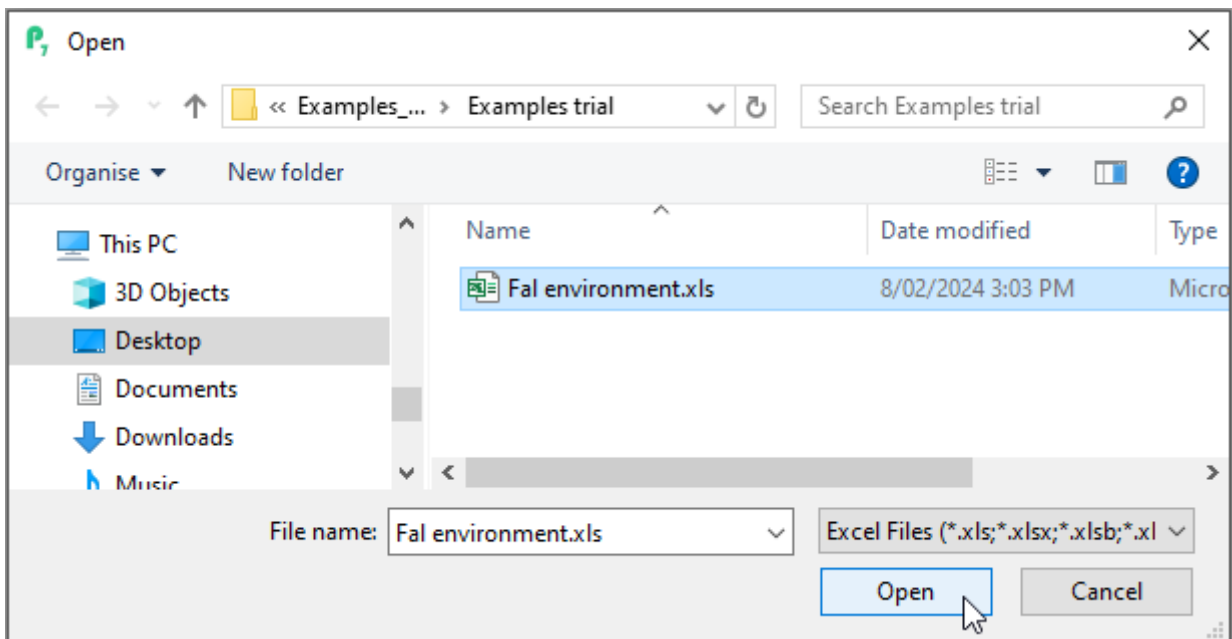 P7 Open
« Examples_... > Examples trial
Search Examples trial
Organise
New folder
?
Name
Date modified
Type
This PC
3D Objects
Desktop
Documents
Downloads
Music
Fal environment.xls
8/02/2024 3:03 PM
Micro
File name: Fal environment.xls
Excel Files (*.xls;*.xlsx;*.xlsb;*.xl
Open
Cancel